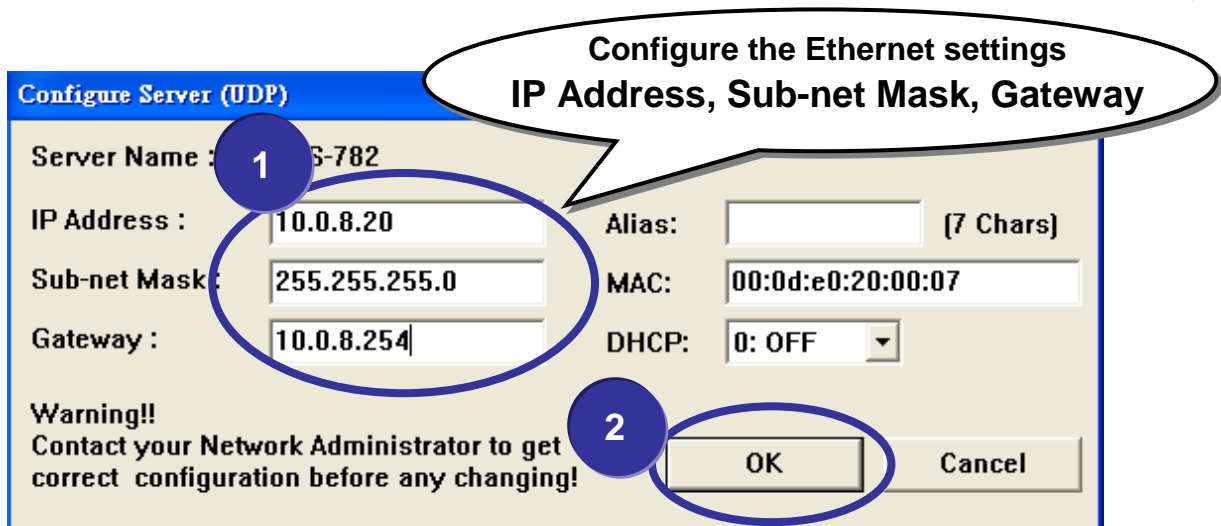 Configure the Ethernet settings
IP Address, Sub-net Mask, Gateway
Configure Server (UDP)
Server Name : S-782
1
IP Address : 10.0.8.20 Alias: (7 Chars)
Sub-net Mask : 255.255.255.0 MAC: 00:0d:e0:20:00:07
Gateway : 10.0.8.254 DHCP: 0: OFF
Warning!!
Contact your Network Administrator to get
correct configuration before any changing!
2
OK Cancel